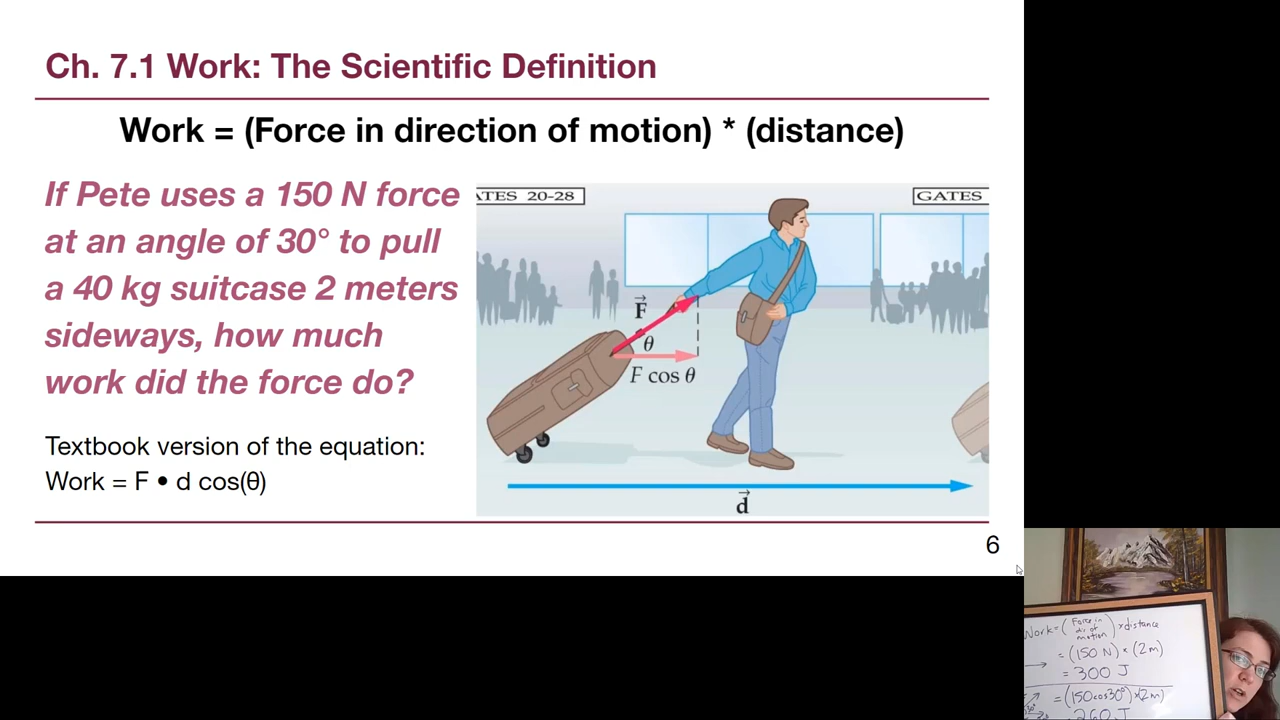 Ch. 7.1 Work: The Scientific Definition
Work = (Force in direction of motion) * (distance)
If Pete uses a 150 N force
at an angle of 30° to pull
a 40 kg suitcase 2 meters
sideways, how much
work did the force do?
Textbook version of the equation:
Work = F • d cos(θ)
ATES 20-28
GATES
F⃗
θ
F cos θ
d⃗
6
Work = (Force in dir of motion) × distance
= (150 N) × (2 m)
= 300 J
= (150 cos 30°) × (2 m)
260 J